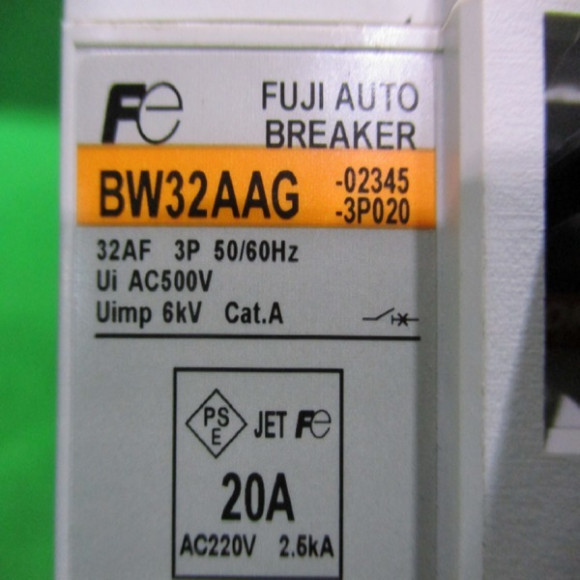 Fe FUJI AUTO
BREAKER
BW32AAG -02345
-3P020
32AF 3P 50/60Hz
Ui AC500V
Uimp 6kV Cat.A
PS
E JET Fe
20A
AC220V 2.5kA